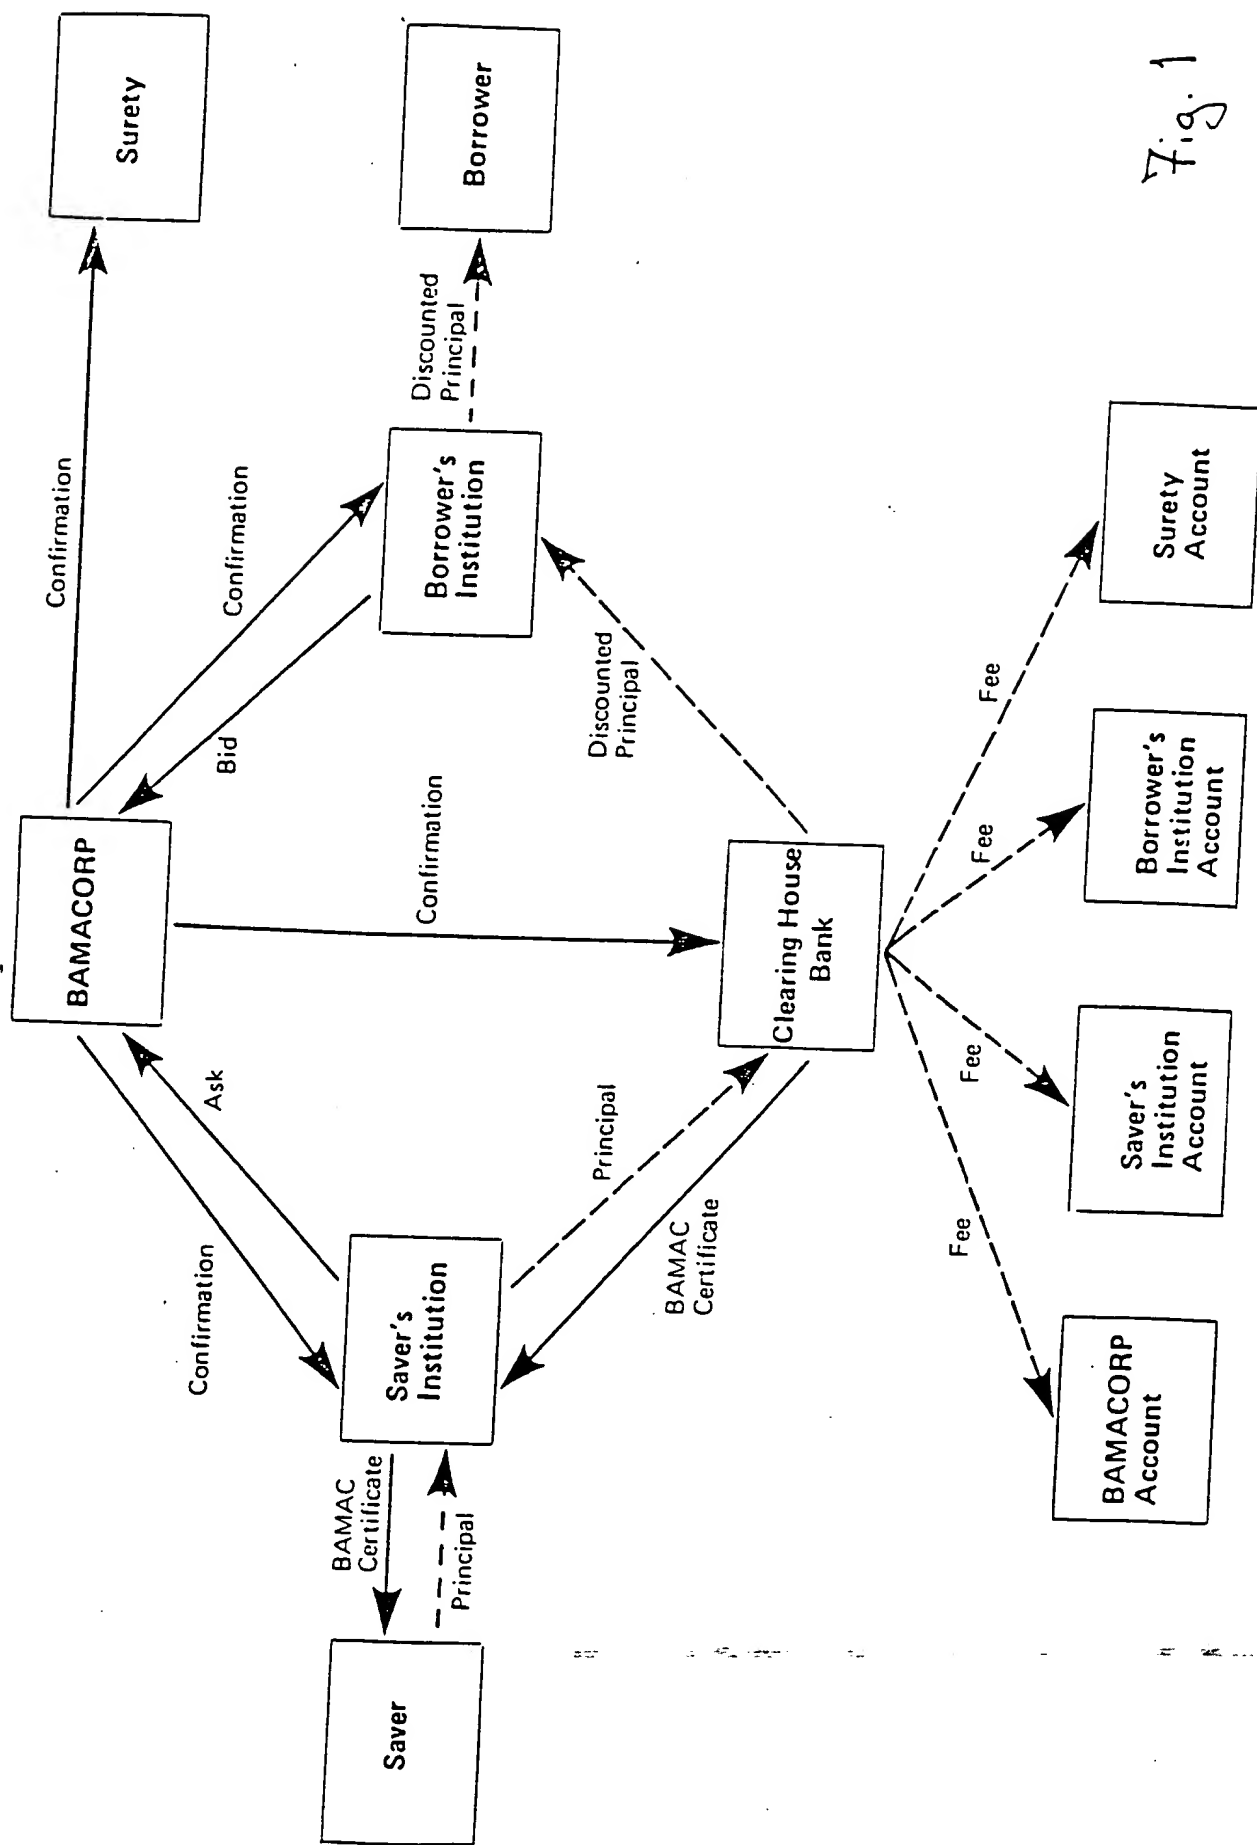 Surety
Confirmation
BAMACORP
Confirmation
Bid
Ask
Confirmation
Borrower
Discounted
Principal
Borrower's
Institution
Confirmation
Saver's
Institution
BAMAC
Certificate
Principal
Saver
Discounted
Principal
Principal
BAMAC
Certificate
Clearing House
Bank
Fee
Fee
Fee
Fee
BAMACORP
Account
Saver's
Institution
Account
Borrower's
Institution
Account
Surety
Account
Fig. 1